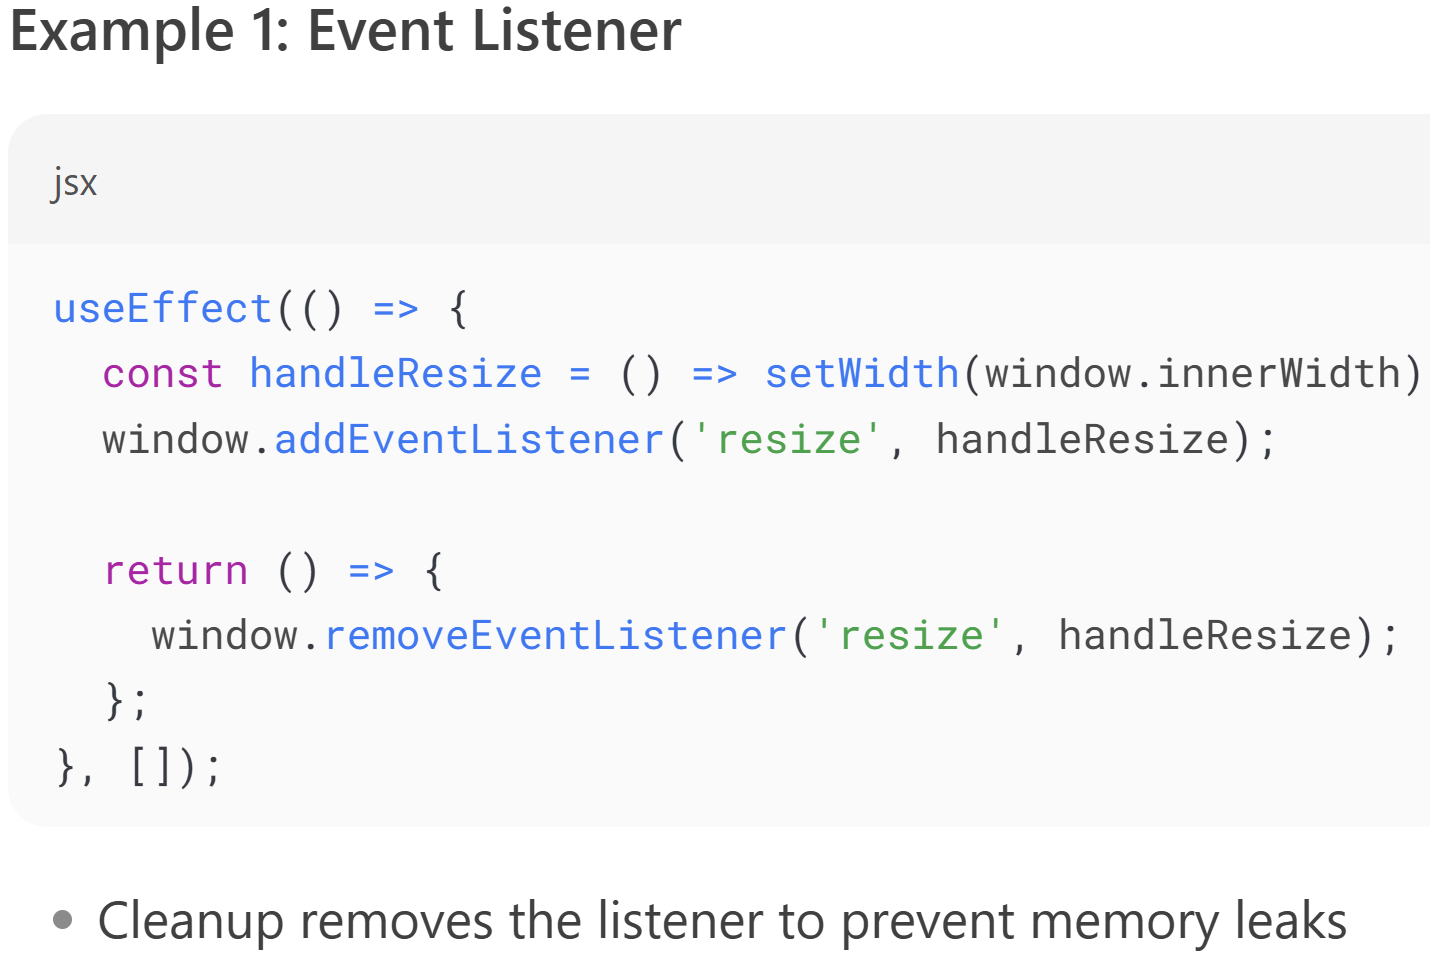 Example 1: Event Listener
jsx
useEffect(() => {
  const handleResize = () => setWidth(window.innerWidth)
  window.addEventListener('resize', handleResize);
  return () => {
    window.removeEventListener('resize', handleResize);
  };
}, []);
• Cleanup removes the listener to prevent memory leaks